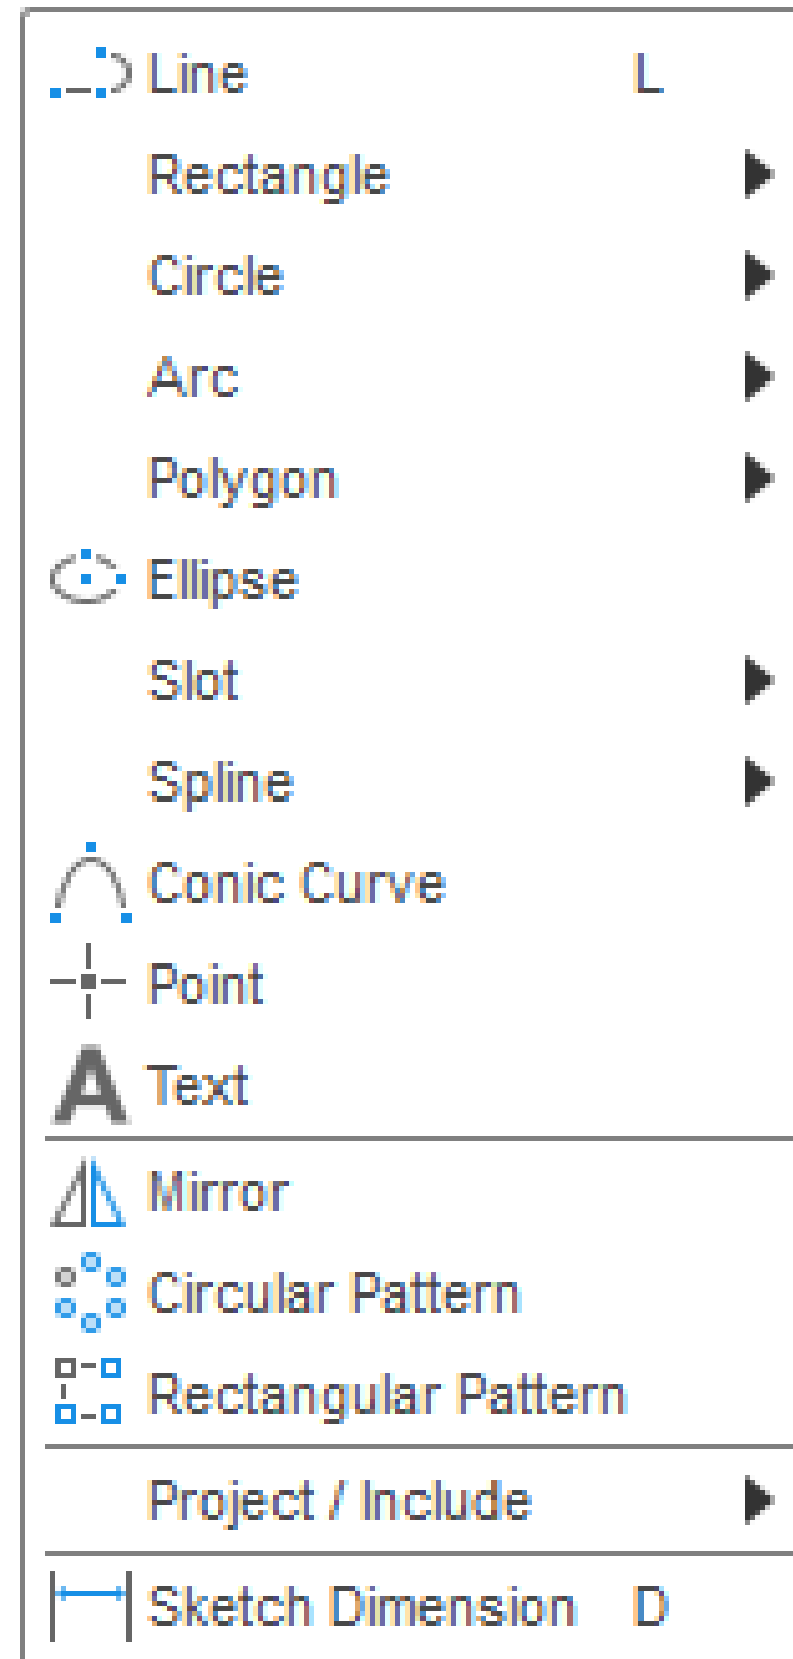 Line L
Rectangle
Circle
Arc
Polygon
Ellipse
Slot
Spline
Conic Curve
Point
Text
Mirror
Circular Pattern
Rectangular Pattern
Project / Include
Sketch Dimension D